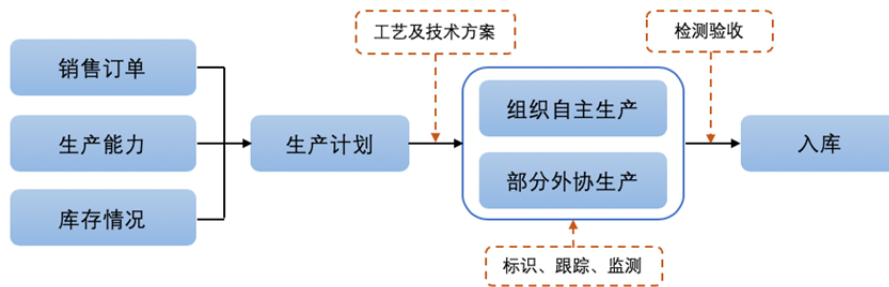 工艺及技术方案
检测验收
销售订单
生产能力
库存情况
生产计划
组织自主生产
部分外协生产
入库
标识、跟踪、监测